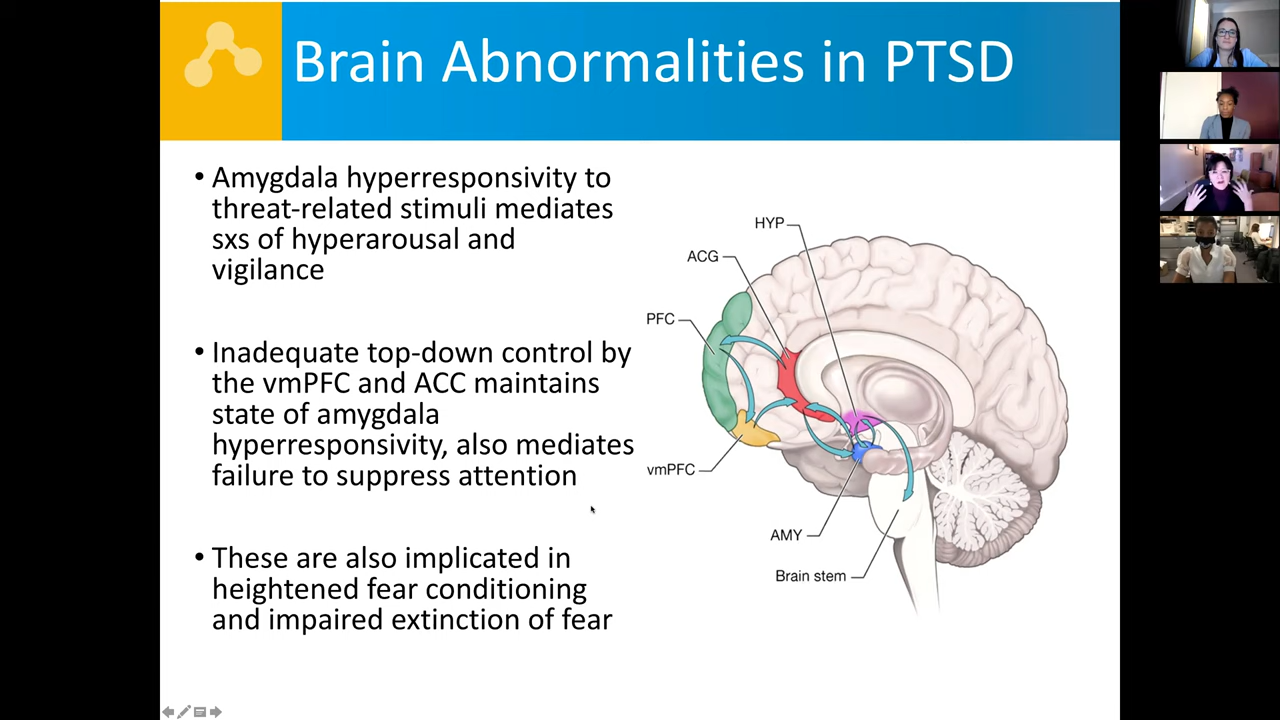 Brain Abnormalities in PTSD
• Amygdala hyperresponsivity to
threat-related stimuli mediates
sxs of hyperarousal and
vigilance
• Inadequate top-down control by
the vmPFC and ACC maintains
state of amygdala
hyperresponsivity, also mediates
failure to suppress attention
• These are also implicated in
heightened fear conditioning
and impaired extinction of fear
HYP
ACG
PFC
vmPFC
AMY
Brain stem